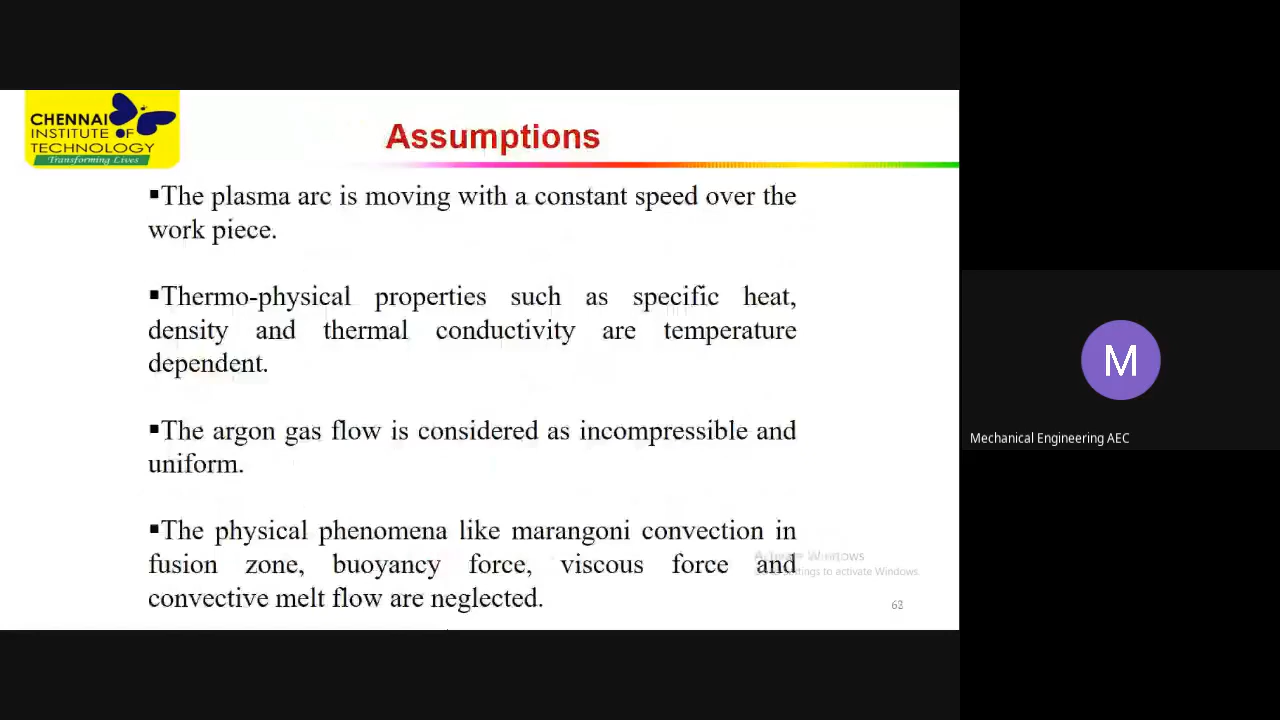 CHENNAI
INSTITUTE OF
TECHNOLOGY
Transforming Lives
Assumptions
▪The plasma arc is moving with a constant speed over the
work piece.
▪Thermo-physical properties such as specific heat,
density and thermal conductivity are temperature
dependent.
▪The argon gas flow is considered as incompressible and
uniform.
▪The physical phenomena like marangoni convection in
fusion zone, buoyancy force, viscous force and
convective melt flow are neglected.
Activate Windows
settings to activate Windows.
M
Mechanical Engineering AEC